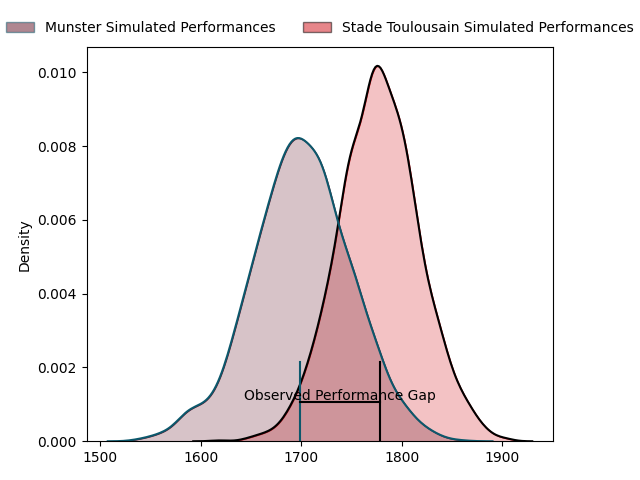 Munster Simulated Performances
Stade Toulousain Simulated Performances
0.010
0.008
0.006
0.004
0.002
0.000
Density
Observed Performance Gap
1500 1600 1700 1800 1900